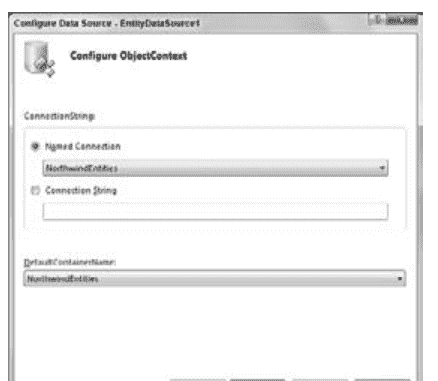 Configure Data Source - EntityDataSource1
Configure ObjectContext
ConnectionString:
Named Connection
NorthwindEntities
Connection String
DefaultContainerName:
NorthwindEntities